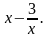 x – 3/x.